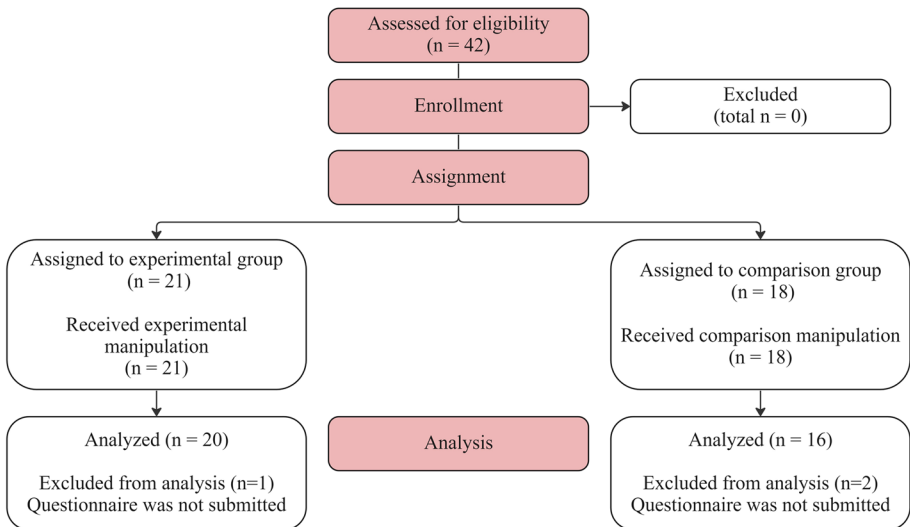 Assessed for eligibility
(n = 42)
Enrollment
Excluded
(total n = 0)
Assignment
Assigned to experimental group
(n = 21)
Received experimental
manipulation
(n = 21)
Assigned to comparison group
(n = 18)
Received comparison manipulation
(n = 18)
Analyzed (n = 20)
Excluded from analysis (n=1)
Questionnaire was not submitted
Analysis
Analyzed (n = 16)
Excluded from analysis (n=2)
Questionnaire was not submitted